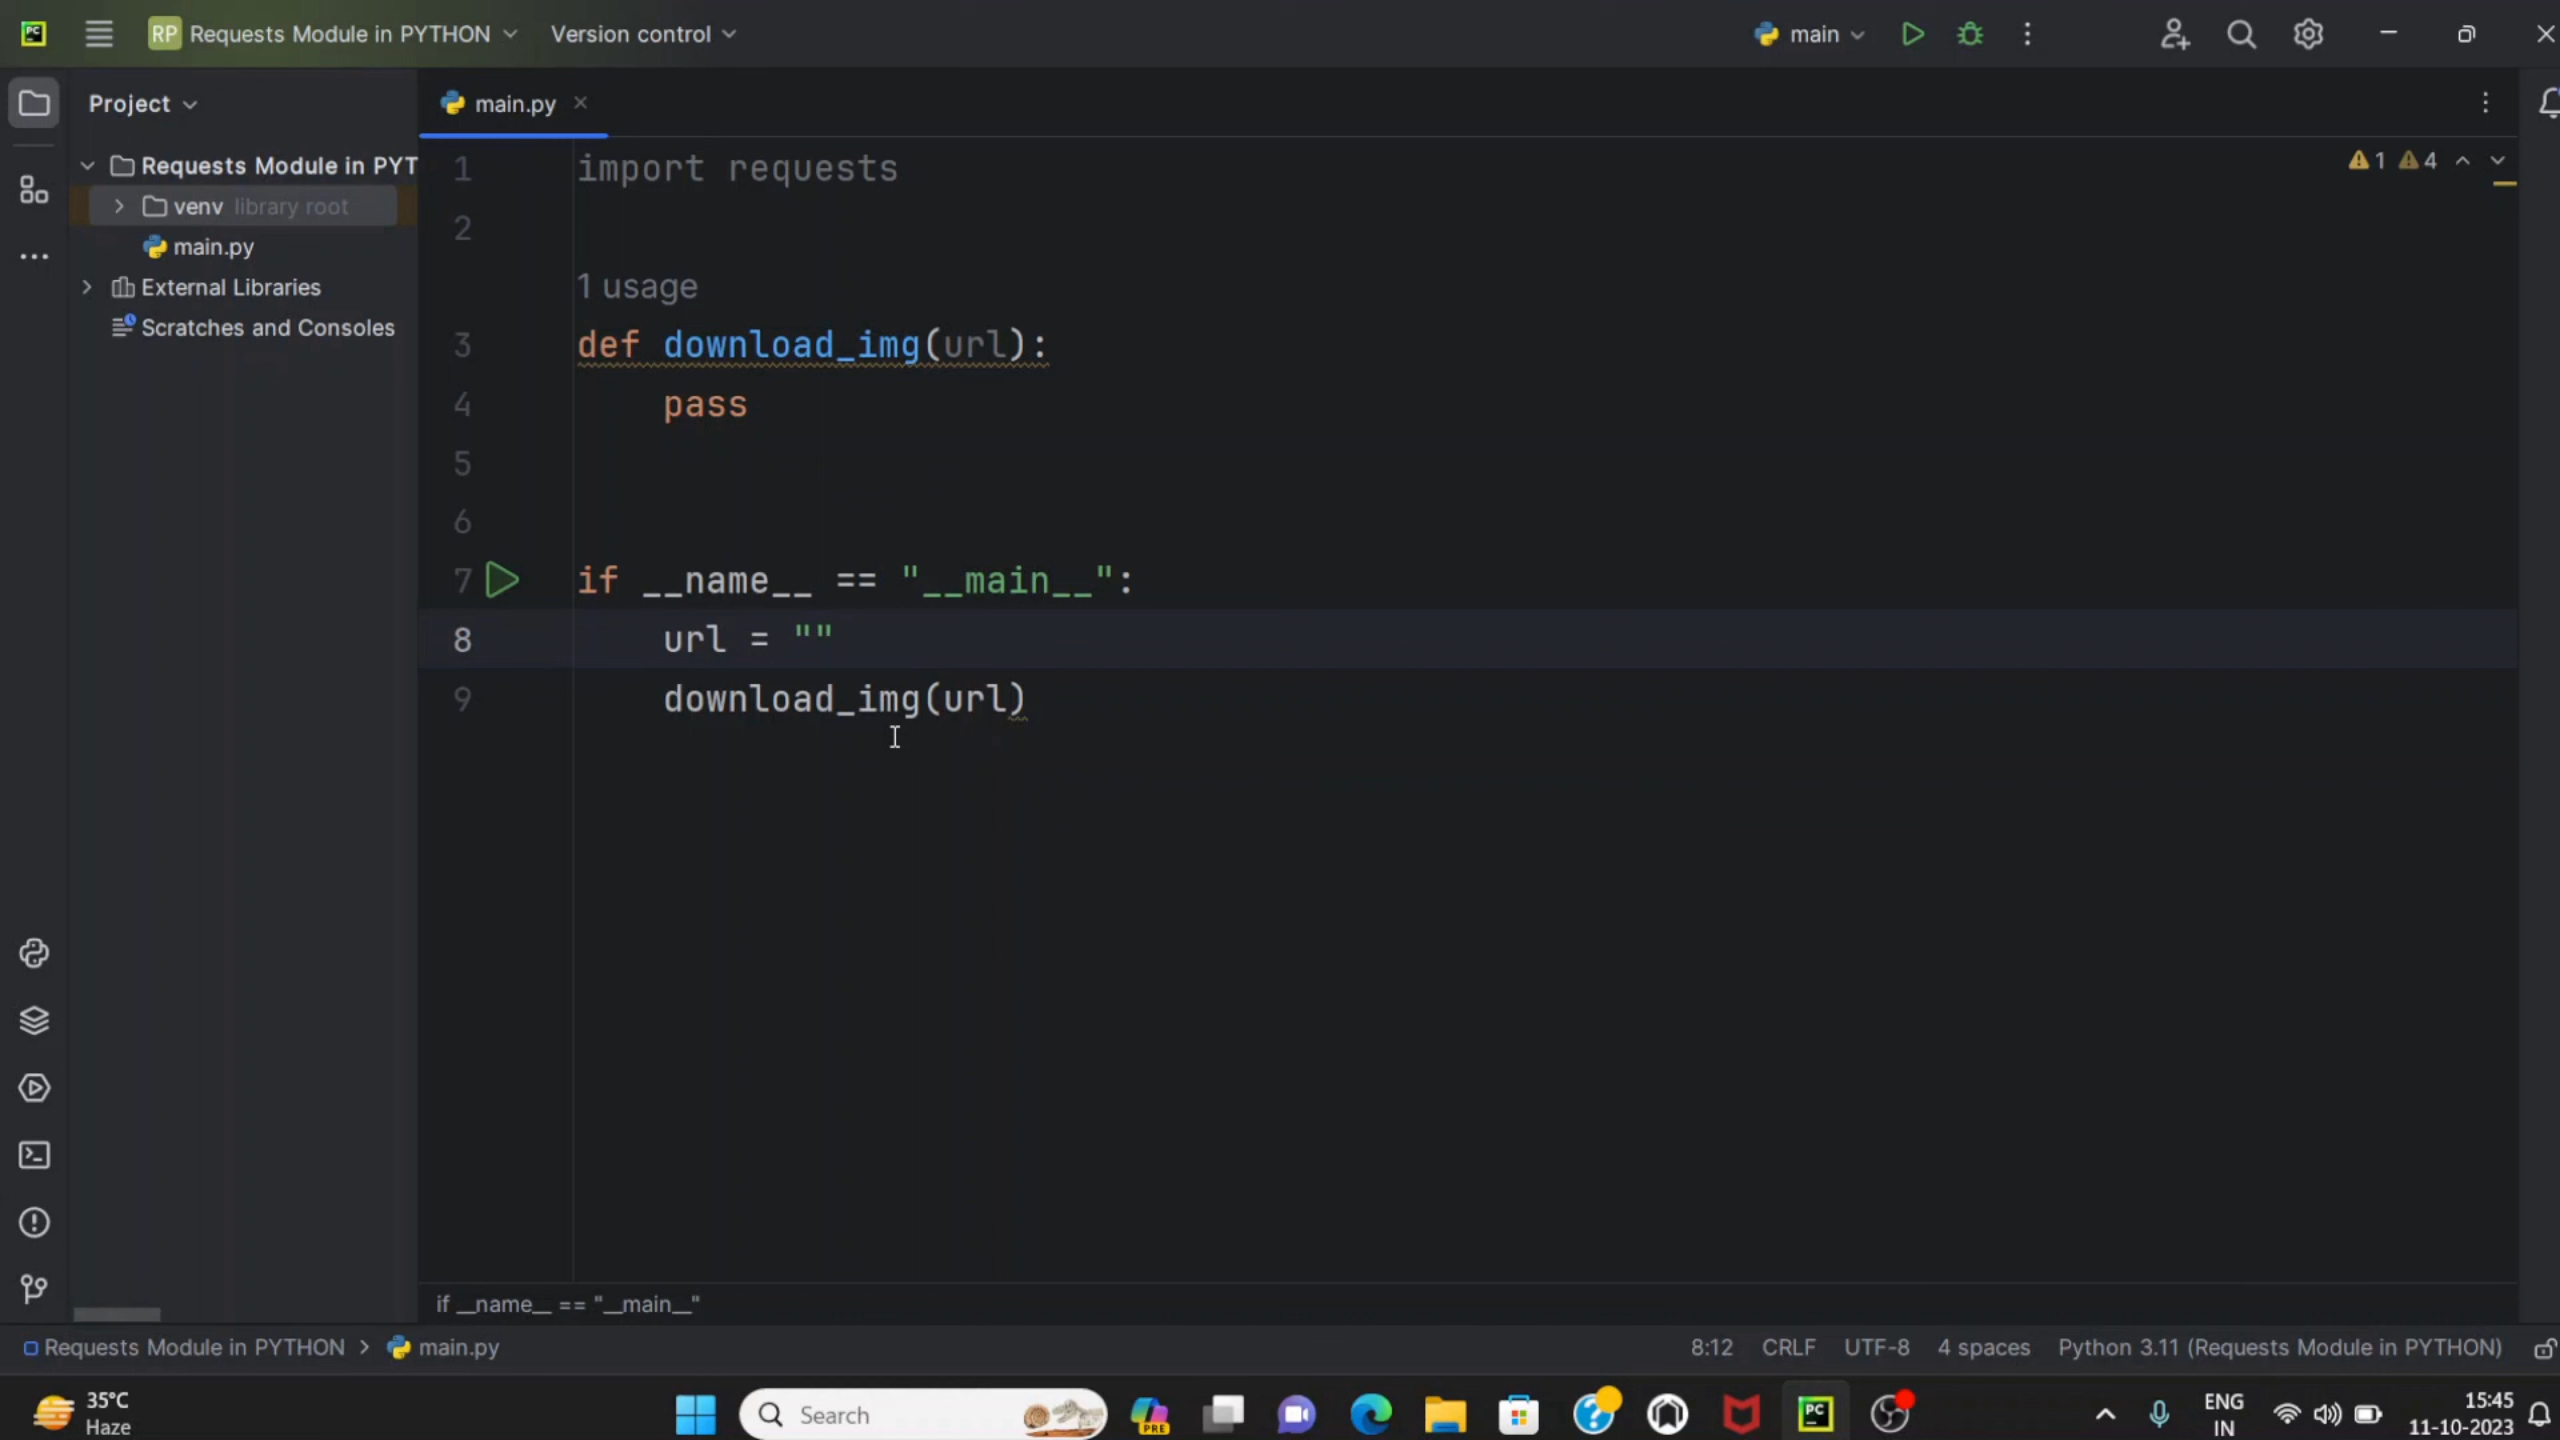 PC
RP Requests Module in PYTHON
Version control
main
Project
main.py
Requests Module in PYT
venv library root
main.py
External Libraries
Scratches and Consoles
1 4
1 import requests
2
1 usage
3 def download_img(url):
4 pass
5
6
7 if __name__ == "__main__":
8 url = ""
9 download_img(url)
if __name__ == "__main__"
Requests Module in PYTHON > main.py
8:12 CRLF UTF-8 4 spaces Python 3.11 (Requests Module in PYTHON)
35°C
Haze
Search
PRE
PC
ENG
IN
15:45
11-10-2023